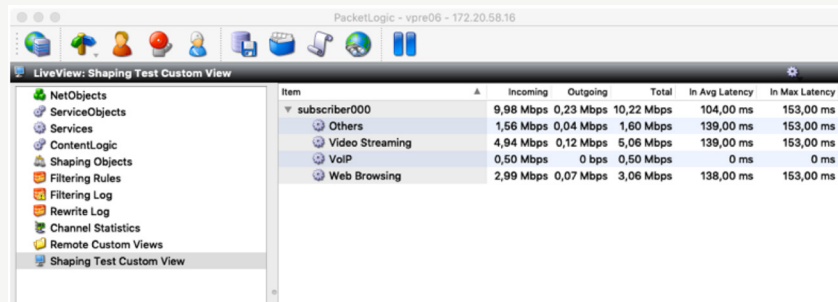 PacketLogic - vpre06 - 172.20.58.16
LiveView: Shaping Test Custom View
NetObjects
ServiceObjects
Services
ContentLogic
Shaping Objects
Filtering Rules
Filtering Log
Rewrite Log
Channel Statistics
Remote Custom Views
Shaping Test Custom View
Item Incoming Outgoing Total In Avg Latency In Max Latency
subscriber000 9,98 Mbps 0,23 Mbps 10,22 Mbps 104,00 ms 153,00 ms
Others 1,56 Mbps 0,04 Mbps 1,60 Mbps 139,00 ms 153,00 ms
Video Streaming 4,94 Mbps 0,12 Mbps 5,06 Mbps 139,00 ms 153,00 ms
VoIP 0,50 Mbps 0 bps 0,50 Mbps 0 ms 0 ms
Web Browsing 2,99 Mbps 0,07 Mbps 3,06 Mbps 138,00 ms 153,00 ms